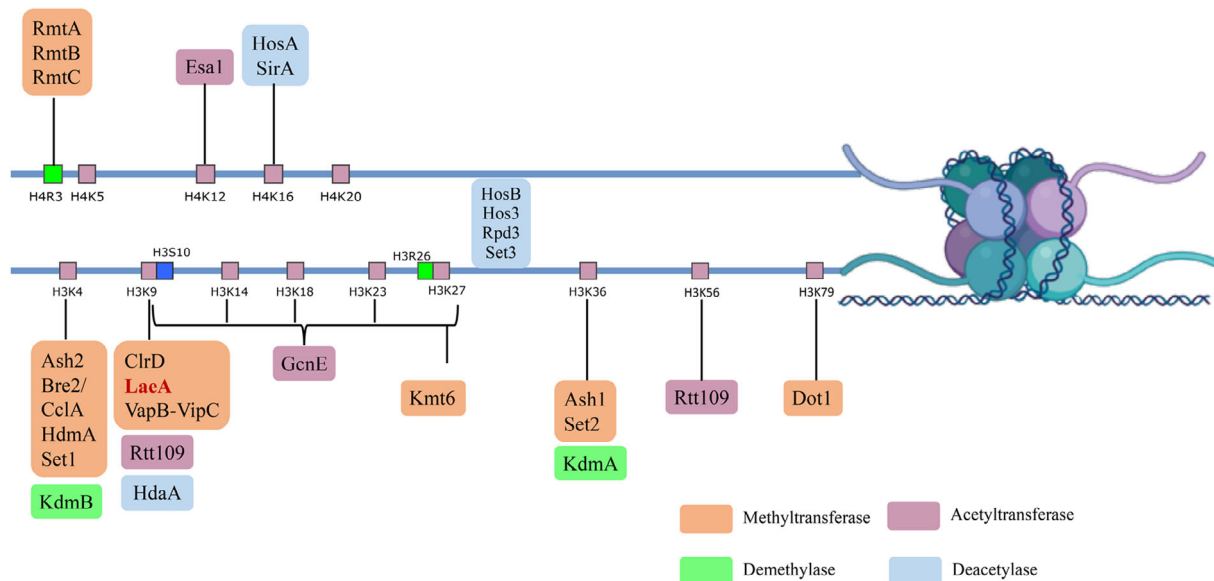 RmtA
RmtB
RmtC
Esa1
HosA
SirA
H4R3
H4K5
H4K12
H4K16
H4K20
HosB
Hos3
Rpd3
Set3
H3S10
H3R26
H3K4
H3K9
H3K14
H3K18
H3K23
H3K27
H3K36
H3K56
H3K79
Ash2
Bre2/
CclA
HdmA
Set1
KdmB
ClrD
LacA
VapB-VipC
Rtt109
HdaA
GcnE
Kmt6
Ash1
Set2
KdmA
Rtt109
Dot1
Methyltransferase
Acetyltransferase
Demethylase
Deacetylase